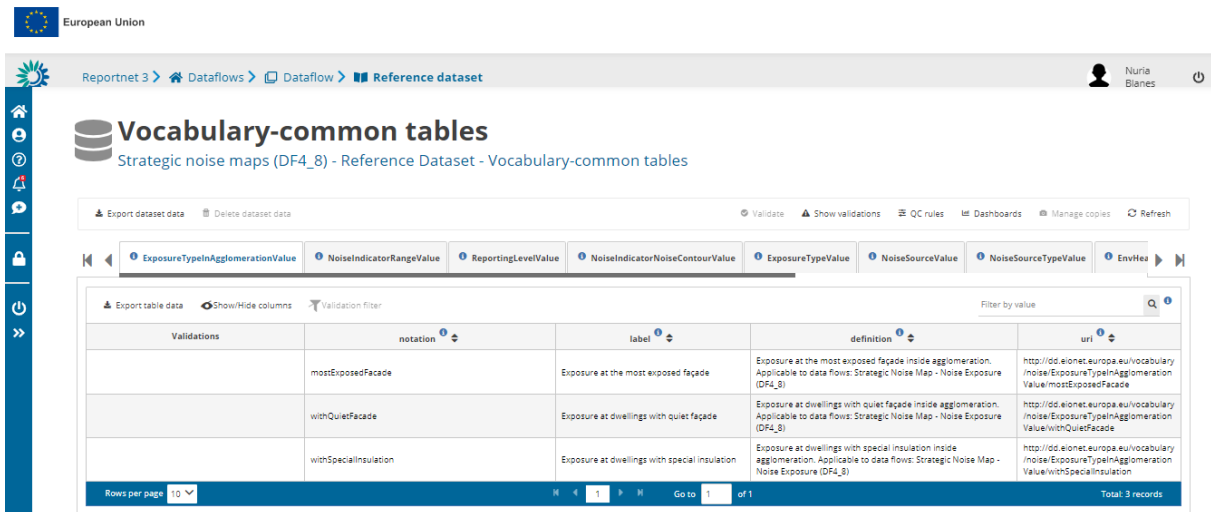 European Union
Reportnet 3 Dataflows Dataflow Reference dataset
Nuria
Blanes
Vocabulary-common tables
Strategic noise maps (DF4_8) - Reference Dataset - Vocabulary-common tables
Export dataset data Delete dataset data Validate Show validations QC rules Dashboards Manage copies Refresh
ExposureTypeInAgglomerationValue NoiseIndicatorRangeValue ReportingLevelValue NoiseIndicatorNoiseContourValue ExposureTypeValue NoiseSourceValue NoiseSourceTypeValue EnvHea
Export table data Show/Hide columns Validation filter Filter by value
Validations notation label definition uri
mostExposedFacade
Exposure at the most exposed façade
Exposure at the most exposed façade inside agglomeration.
Applicable to data flows: Strategic Noise Map - Noise Exposure
(DF4_8)
http://dd.eionet.europa.eu/vocabulary
/noise/ExposureTypeInAgglomeration
Value/mostExposedFacade
withQuietFacade
Exposure at dwellings with quiet façade
Exposure at dwellings with quiet façade inside agglomeration.
Applicable to data flows: Strategic Noise Map - Noise Exposure
(DF4_8)
http://dd.eionet.europa.eu/vocabulary
/noise/ExposureTypeInAgglomeration
Value/withQuietFacade
withSpecialInsulation
Exposure at dwellings with special insulation
Exposure at dwellings with special insulation inside
agglomeration. Applicable to data flows: Strategic Noise Map -
Noise Exposure (DF4_8)
http://dd.eionet.europa.eu/vocabulary
/noise/ExposureTypeInAgglomeration
Value/withSpecialInsulation
Rows per page 10 1 Go to 1 of 1 Total: 3 records